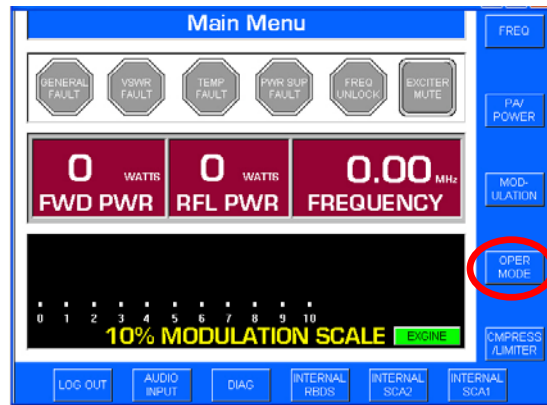 Main Menu
FREQ
GENERAL FAULT
VSWR FAULT
TEMP FAULT
PWR SUP FAULT
FREQ UNLOCK
EXCITER MUTE
PA/ POWER
0 WATTS
FWD PWR
0 WATTS
RFL PWR
0.00 MHz
FREQUENCY
MOD- ULATION
OPER MODE
0 1 2 3 4 5 6 7 8 9 10
10% MODULATION SCALE
EXGINE
CMPRESS /LIMITER
LOG OUT
AUDIO INPUT
DIAG
INTERNAL RBDS
INTERNAL SCA2
INTERNAL SCA1